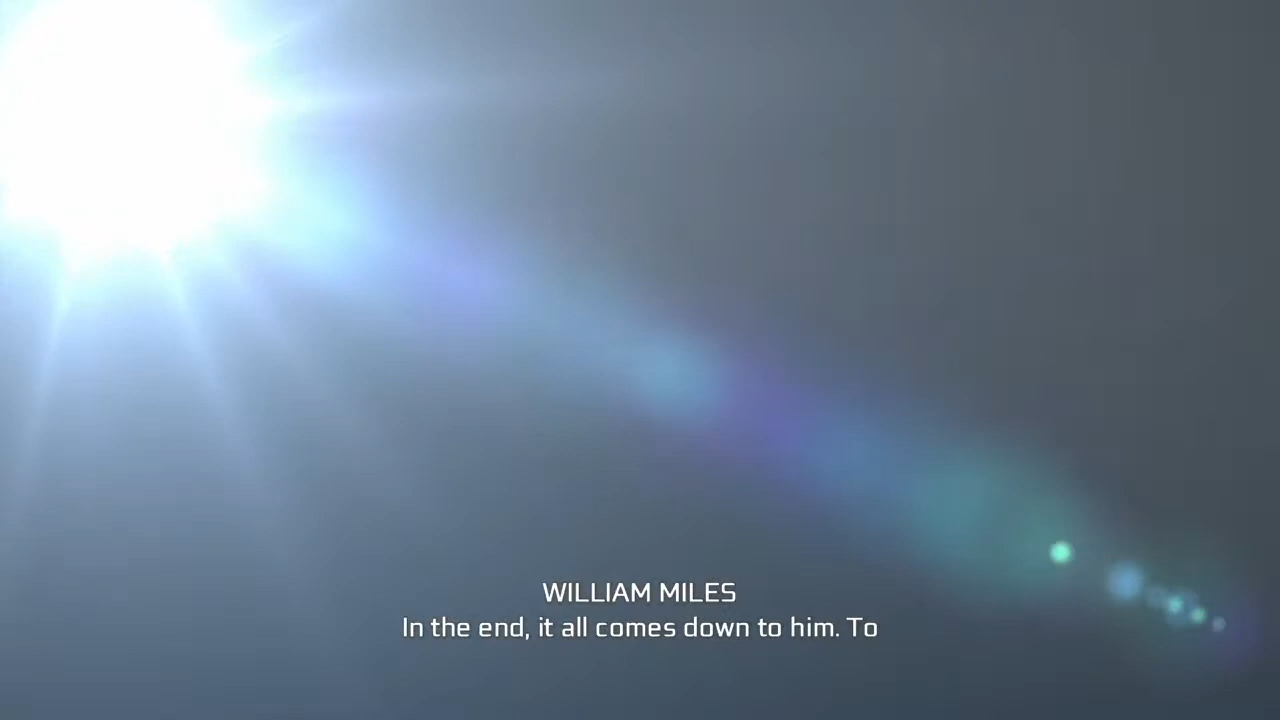 WILLIAM MILES
In the end, it all comes down to him. To